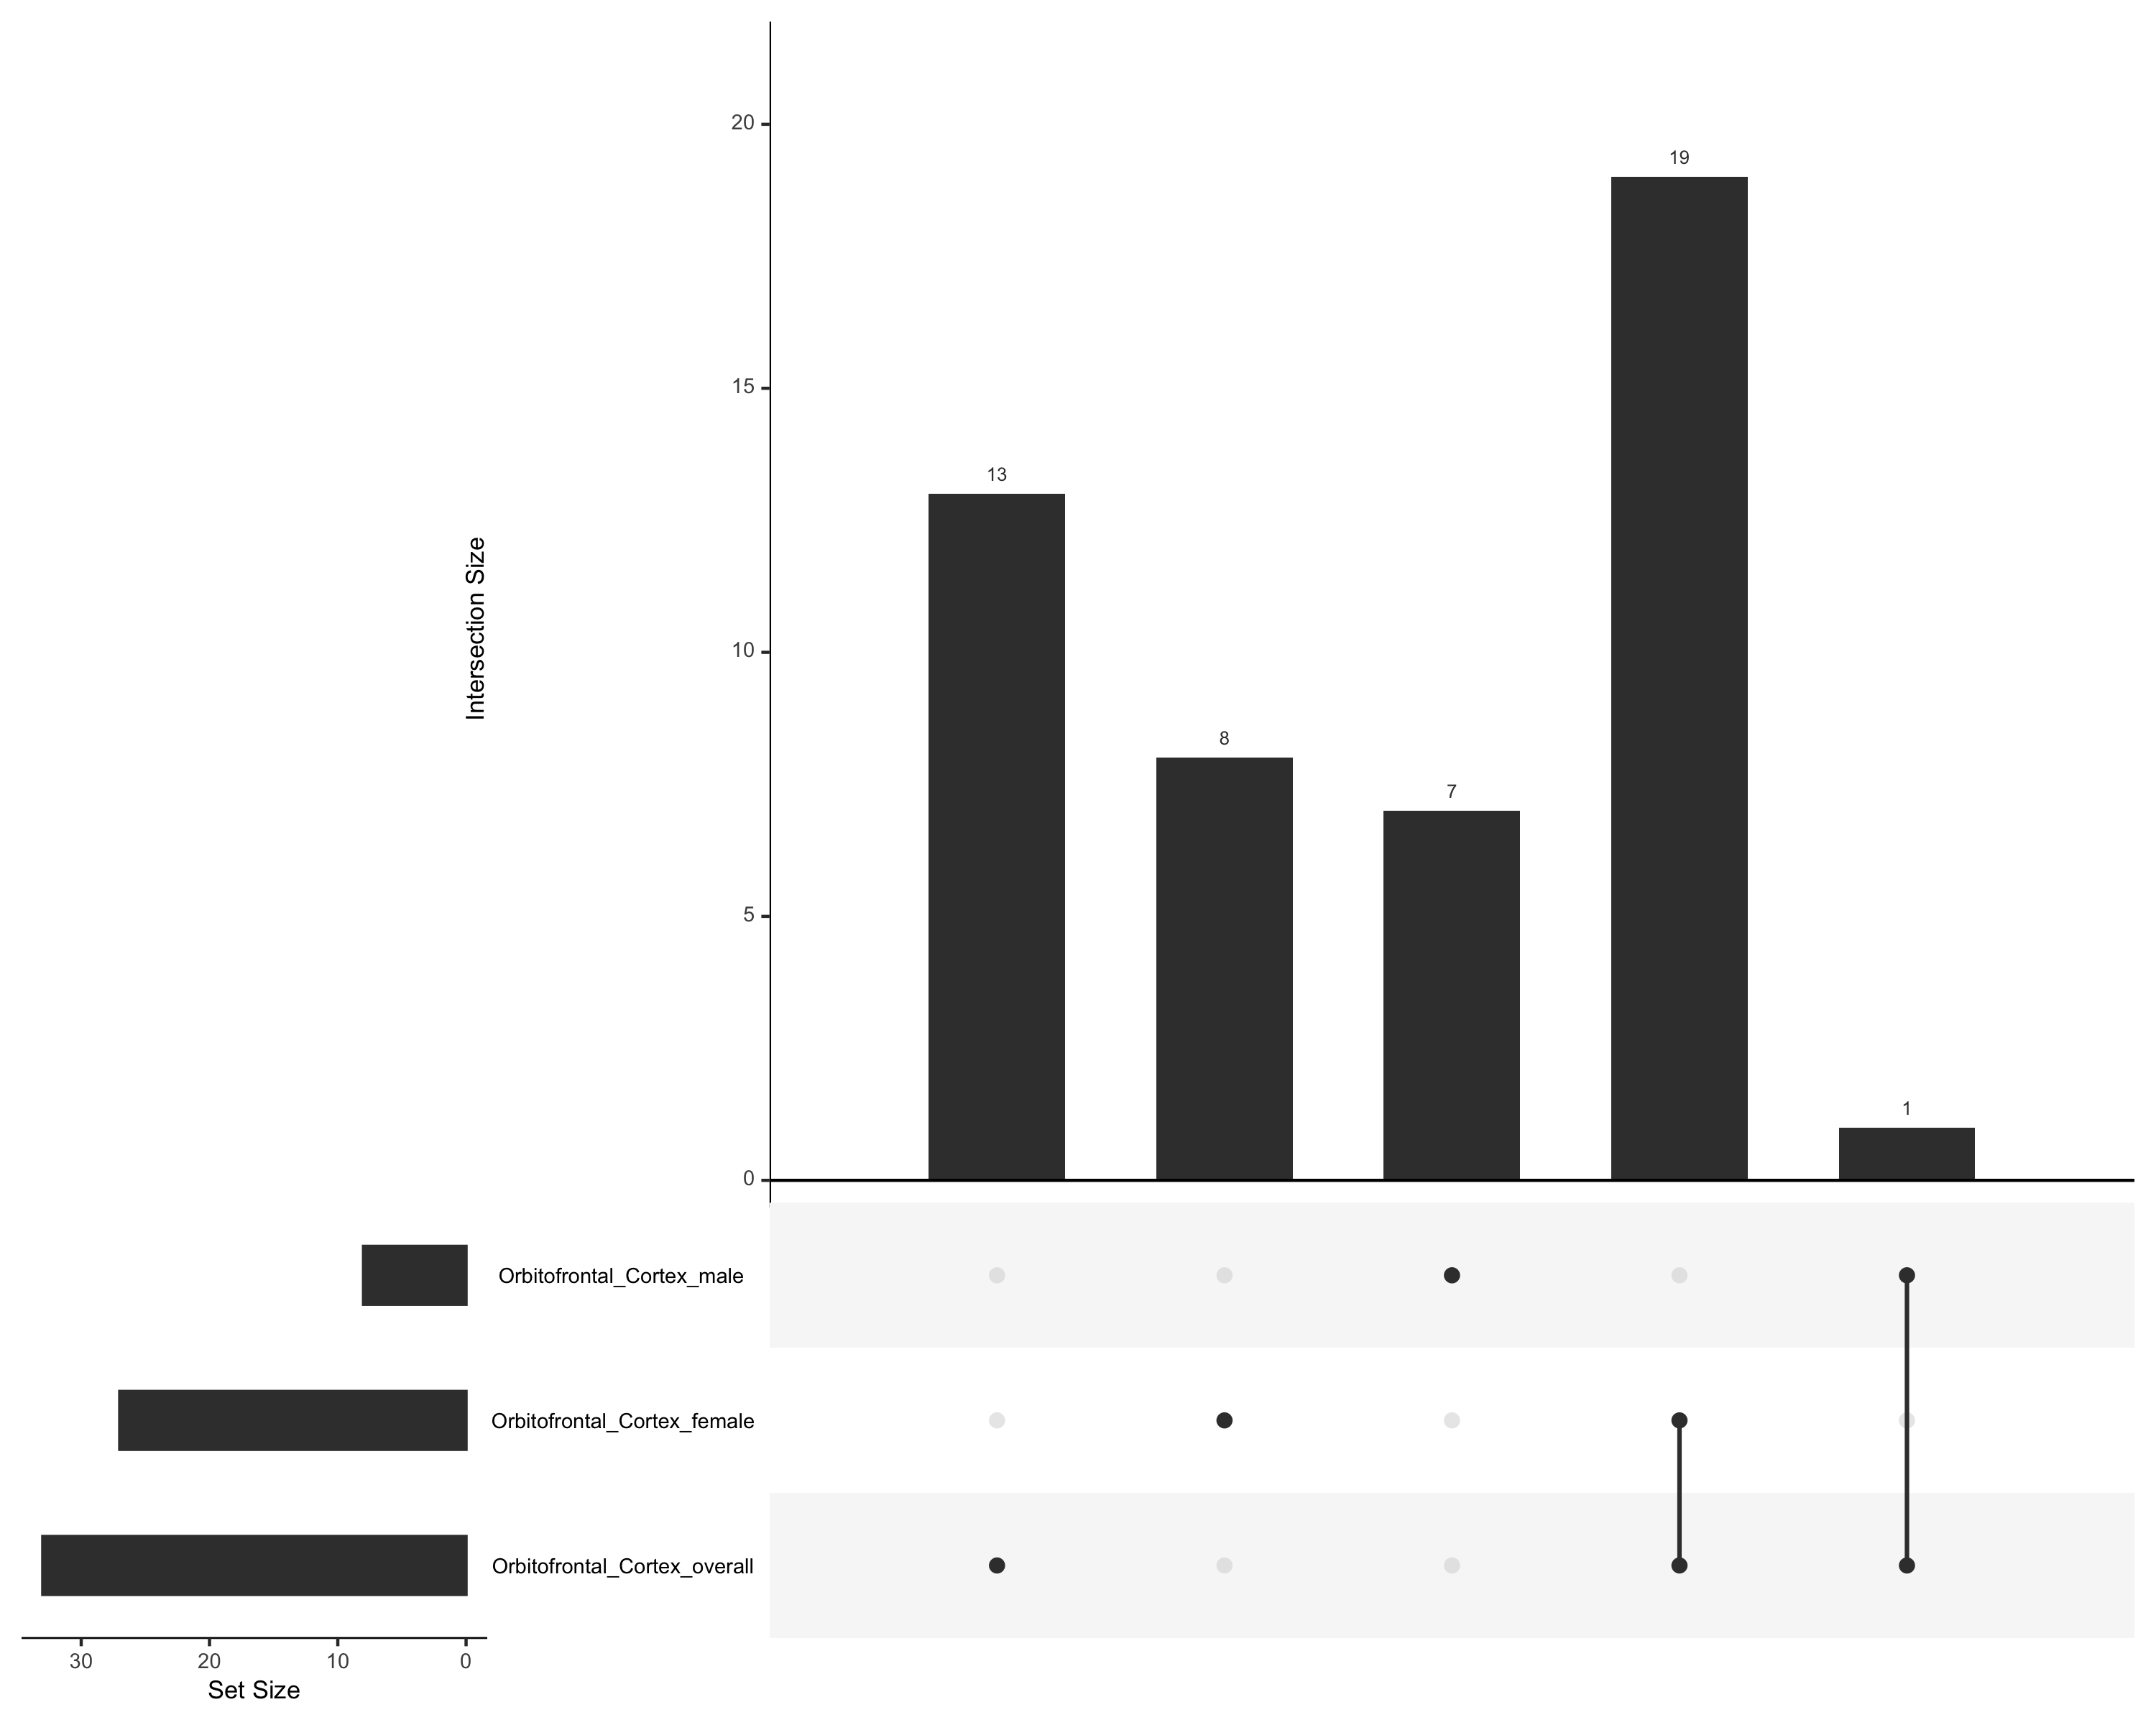 20
15
10
5
0
Intersection Size
19
13
8
7
1
Orbitofrontal_Cortex_male
Orbitofrontal_Cortex_female
Orbitofrontal_Cortex_overall
30 20 10 0
Set Size